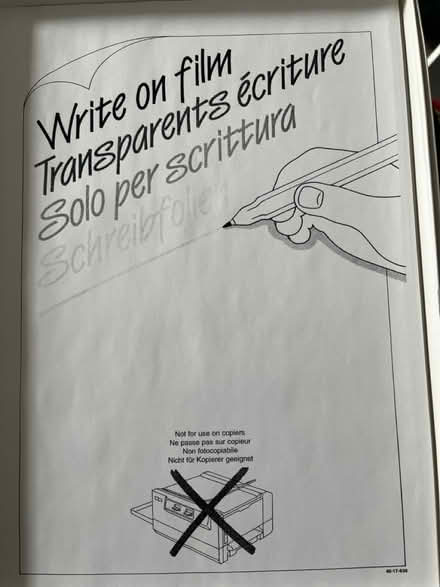 Write on film
Transparents écriture
Solo per scrittura
Schreibfolien
Not for use on copiers
Ne passe pas sur copieur
Non fotocopiabile
Nicht für Kopierer geeignet